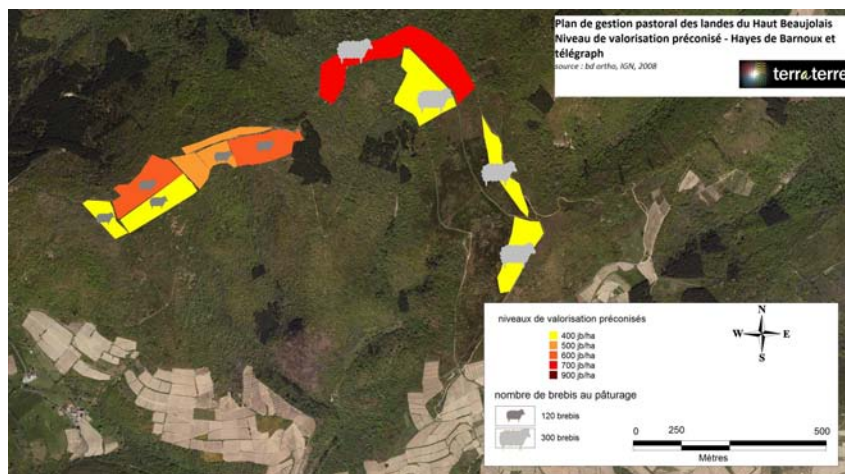 Plan de gestion pastoral des landes du Haut Beaujolais
Niveau de valorisation préconisé - Hayes de Barnoux et
télégraph
source : bd ortho, IGN, 2008
terraterre
niveaux de valorisation préconisés
400 jb/ha
500 jb/ha
600 jb/ha
700 jb/ha
900 jb/ha
N
W E
S
nombre de brebis au pâturage
120 brebis
300 brebis
0 250 500
Mètres